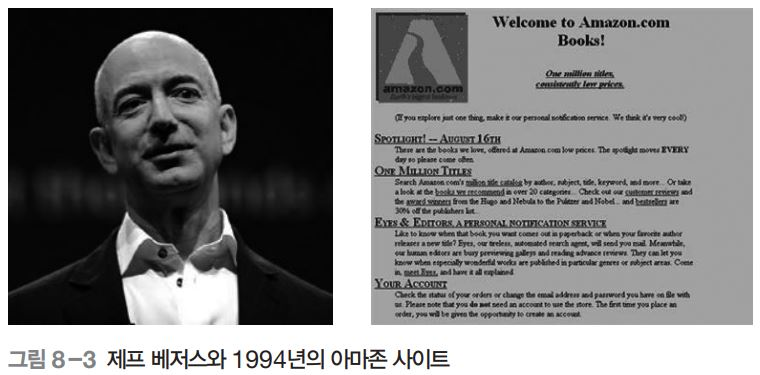 Welcome to Amazon.com
Books!
amazon.com
Earth's biggest bookstore
One million titles,
consistently low prices.
(If you explore just one thing, make it our personal notification service. We think it's very cool!)
SPOTLIGHT! -- AUGUST 16TH
These are the books we love, offered at Amazon.com low prices. The spotlight moves EVERY
day so please come often.
ONE MILLION TITLES
Search Amazon.com's million title catalog by author, subject, title, keyword, and more... Or take
a look at the books we recommend in over 20 categories... Check out our customer reviews and
the award winners from the Hugo and Nebula to the Pulitzer and Nobel... and bestsellers are
30% off the publishers list...
EYES & EDITORS, A PERSONAL NOTIFICATION SERVICE
Like to know when that book you want comes out in paperback or when your favorite author
releases a new title? Eyes, our tireless, automated search agent, will send you mail. Meanwhile,
our human editors are busy previewing galleys and reading advance reviews. They can let you
know when especially wonderful works are published in particular genres or subject areas. Come
in, meet Eyes, and have it all explained.
YOUR ACCOUNT
Check the status of your orders or change the email address and password you have on file with
us. Please note that you do not need an account to use the store. The first time you place an
order, you will be given the opportunity to create an account.
그림 8-3 제프 베저스와 1994년의 아마존 사이트